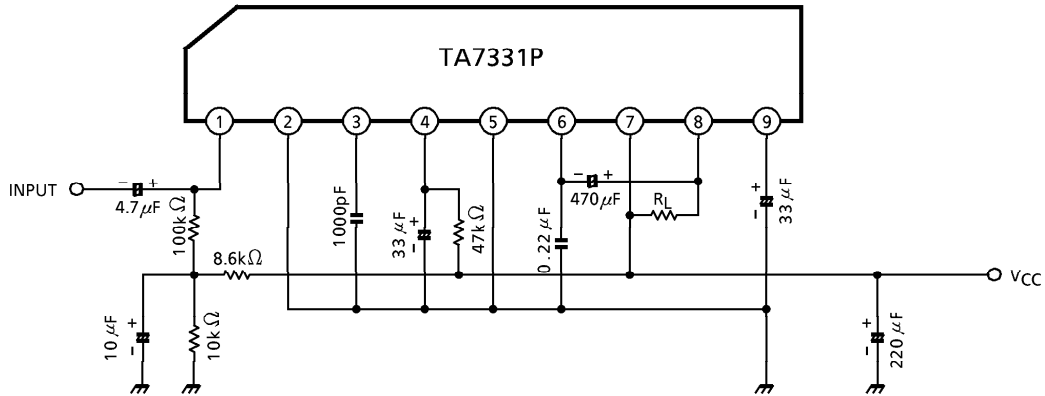 TA7331P
1 2 3 4 5 6 7 8 9
INPUT
− +
4.7μF
100kΩ
8.6kΩ
10μF
+
−
10kΩ
1000pF
33μF
+
−
47kΩ
0.22μF
− +
470μF
RL
+
−
33μF
VCC
+
−
220μF